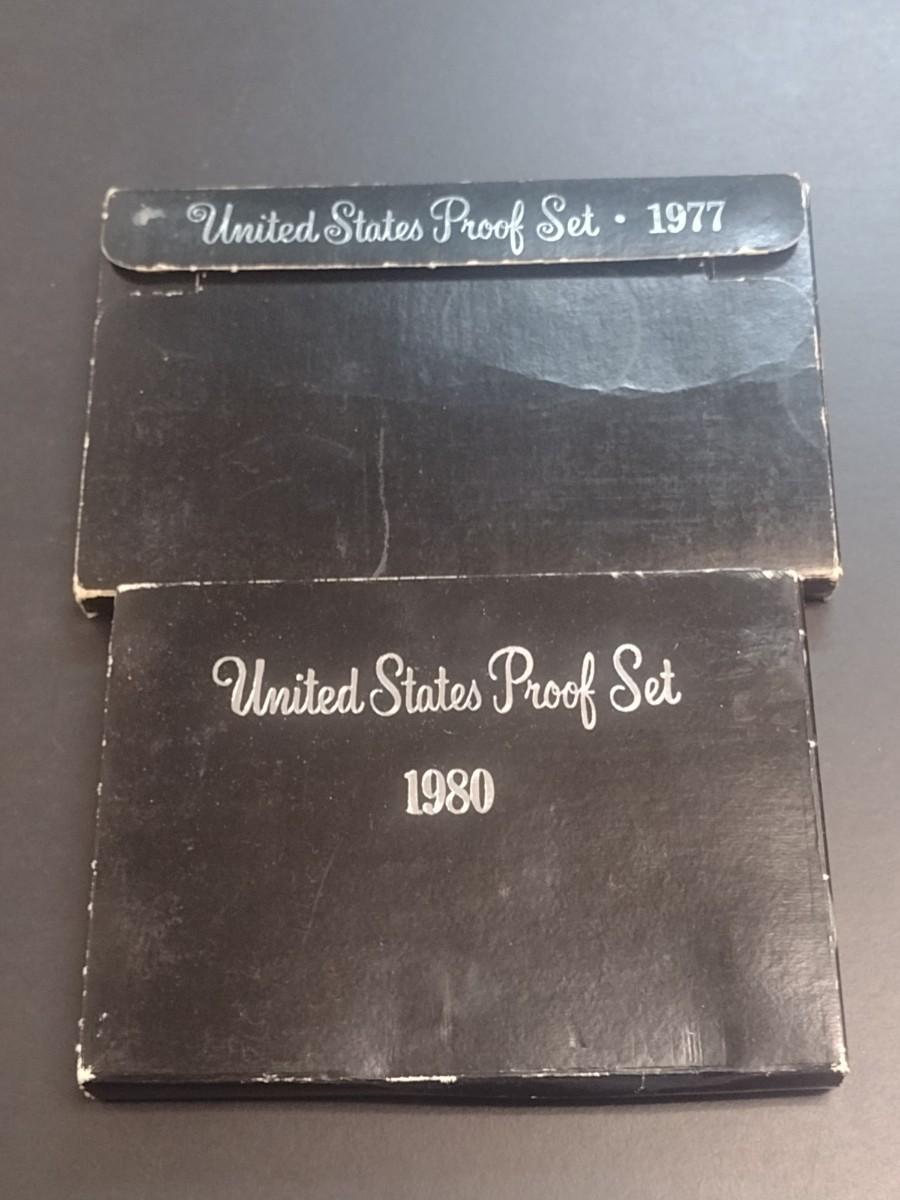 United States Proof Set · 1977
United States Proof Set
1980